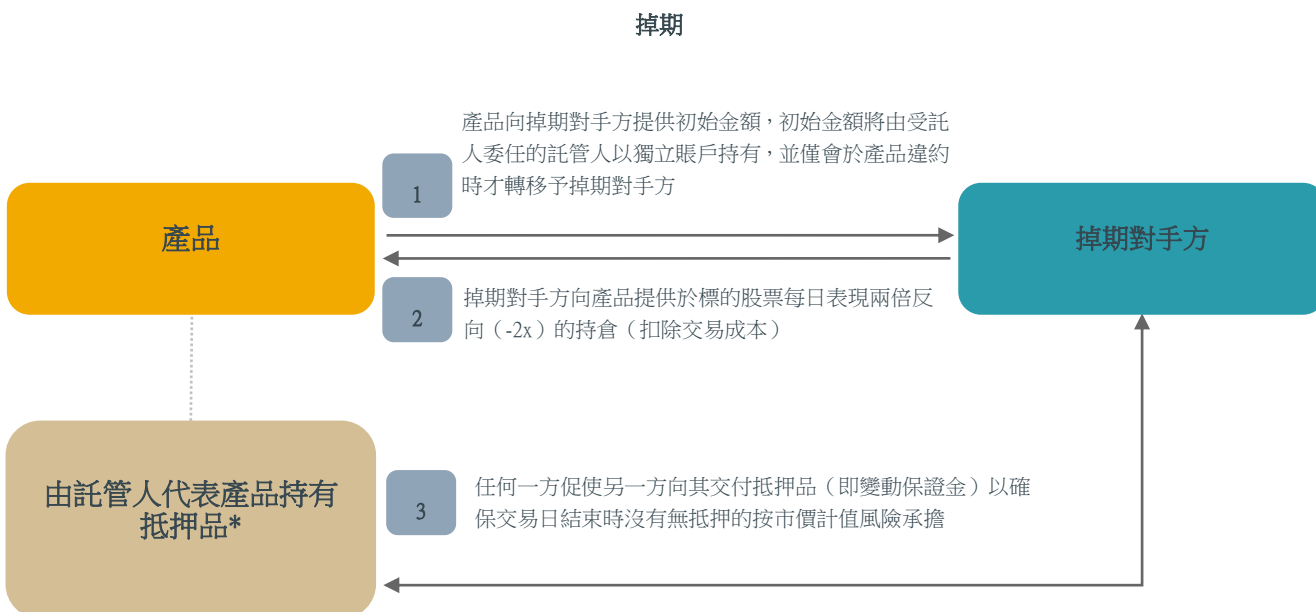 掉期
產品向掉期對手方提供初始金額，初始金額將由受託
人委任的託管人以獨立賬戶持有，並僅會於產品違約
時才轉移予掉期對手方
1
產品
掉期對手方
2
掉期對手方向產品提供於標的股票每日表現兩倍反
向（-2x）的持倉（扣除交易成本）
由託管人代表產品持有
抵押品*
3
任何一方促使另一方向其交付抵押品（即變動保證金）以確
保交易日結束時沒有無抵押的按市價計值風險承擔